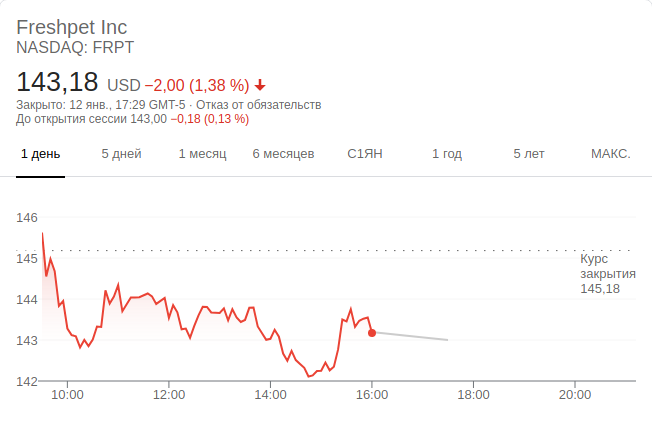 Freshpet Inc
NASDAQ: FRPT
143,18 USD −2,00 (1,38 %)
Закрыто: 12 янв., 17:29 GMT-5 · Отказ от обязательств
До открытия сессии 143,00 −0,18 (0,13 %)
1 день 5 дней 1 месяц 6 месяцев С1ЯН 1 год 5 лет МАКС.
146
145
144
143
142
Курс
закрытия
145,18
10:00 12:00 14:00 16:00 18:00 20:00